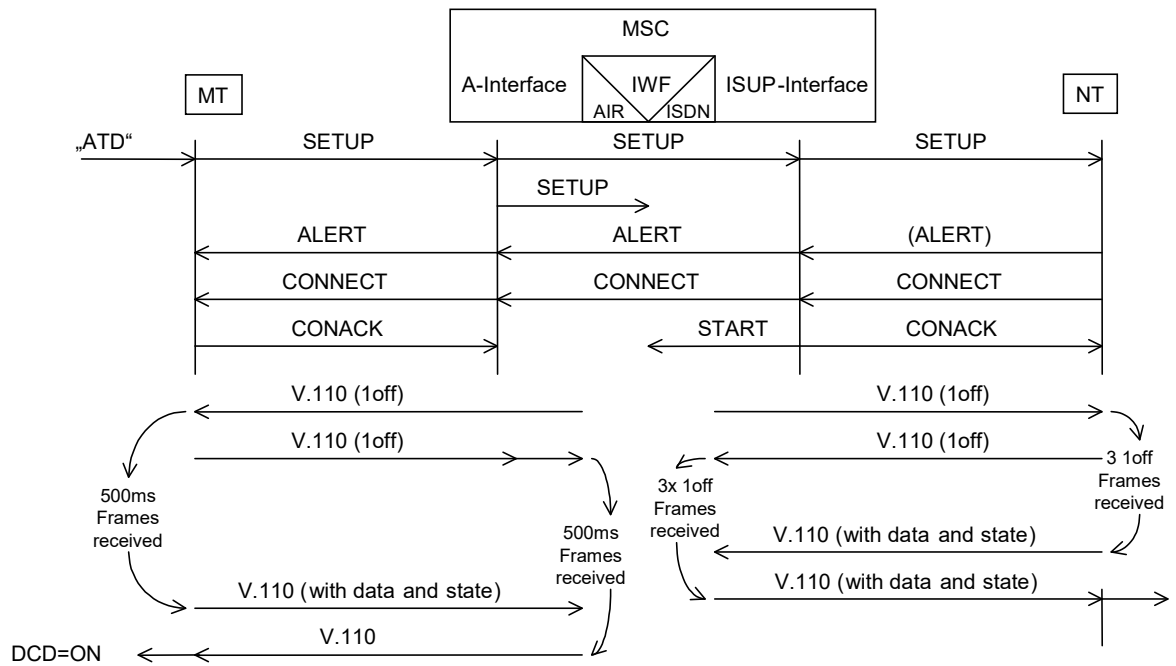 MSC
A-Interface
IWF
ISUP-Interface
AIR
ISDN
MT
NT
„ATD“
SETUP
SETUP
SETUP
SETUP
ALERT
ALERT
(ALERT)
CONNECT
CONNECT
CONNECT
CONACK
START
CONACK
V.110 (1off)
V.110 (1off)
V.110 (1off)
V.110 (1off)
500ms
Frames
received
500ms
Frames
received
3x 1off
Frames
received
3 1off
Frames
received
V.110 (with data and state)
V.110 (with data and state)
V.110 (with data and state)
V.110
DCD=ON